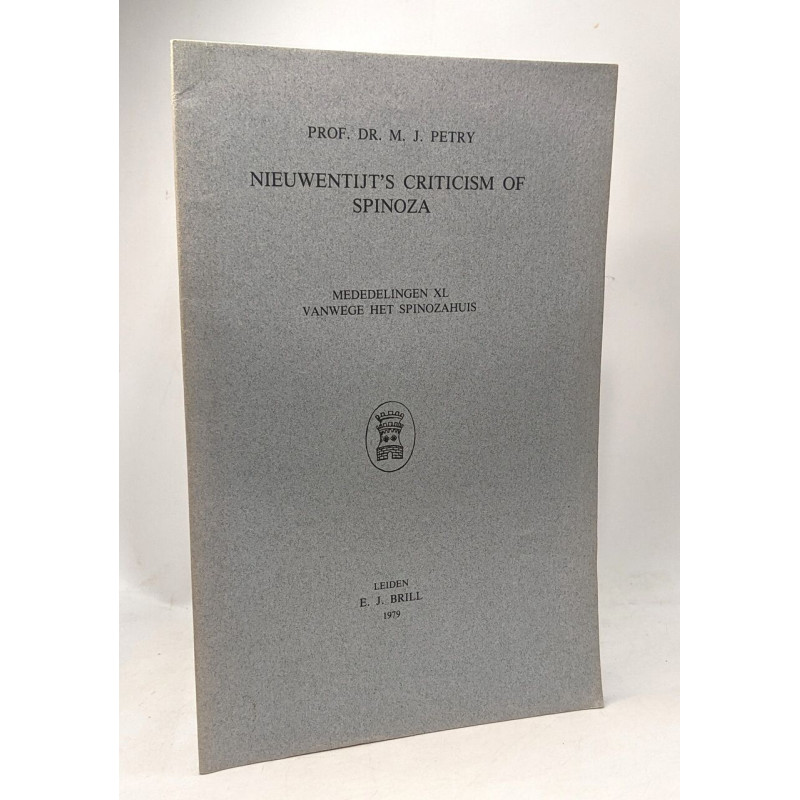 PROF. DR. M. J. PETRY
NIEUWENTIJT'S CRITICISM OF
SPINOZA
MEDEDELINGEN XL
VANWEGE HET SPINOZAHUIS
LEIDEN
E. J. BRILL
1979